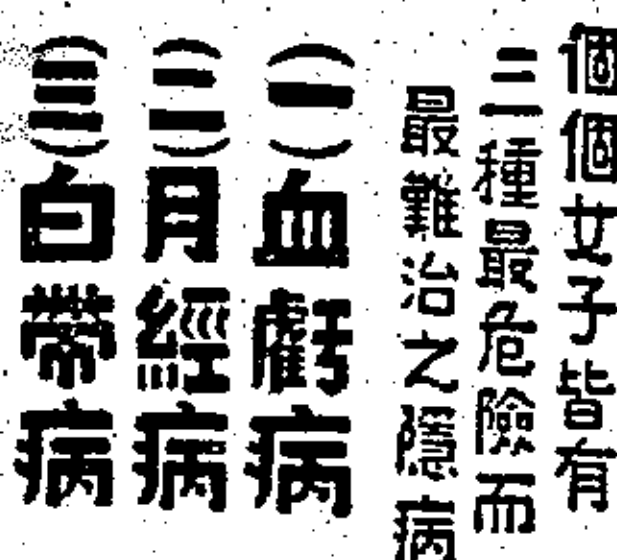 個個女子皆有
三種最危險而
最難治之隱病
(一)血虧病
(二)月經病
(三)白帶病